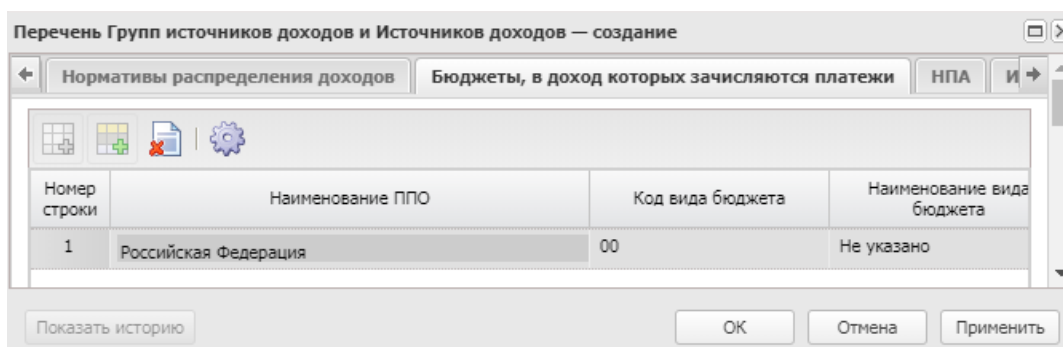 Перечень Групп источников доходов и Источников доходов — создание
Нормативы распределения доходов
Бюджеты, в доход которых зачисляются платежи
НПА
И
Номер строки
Наименование ППО
Код вида бюджета
Наименование вида бюджета
1
Российская Федерация
00
Не указано
Показать историю
ОК
Отмена
Применить